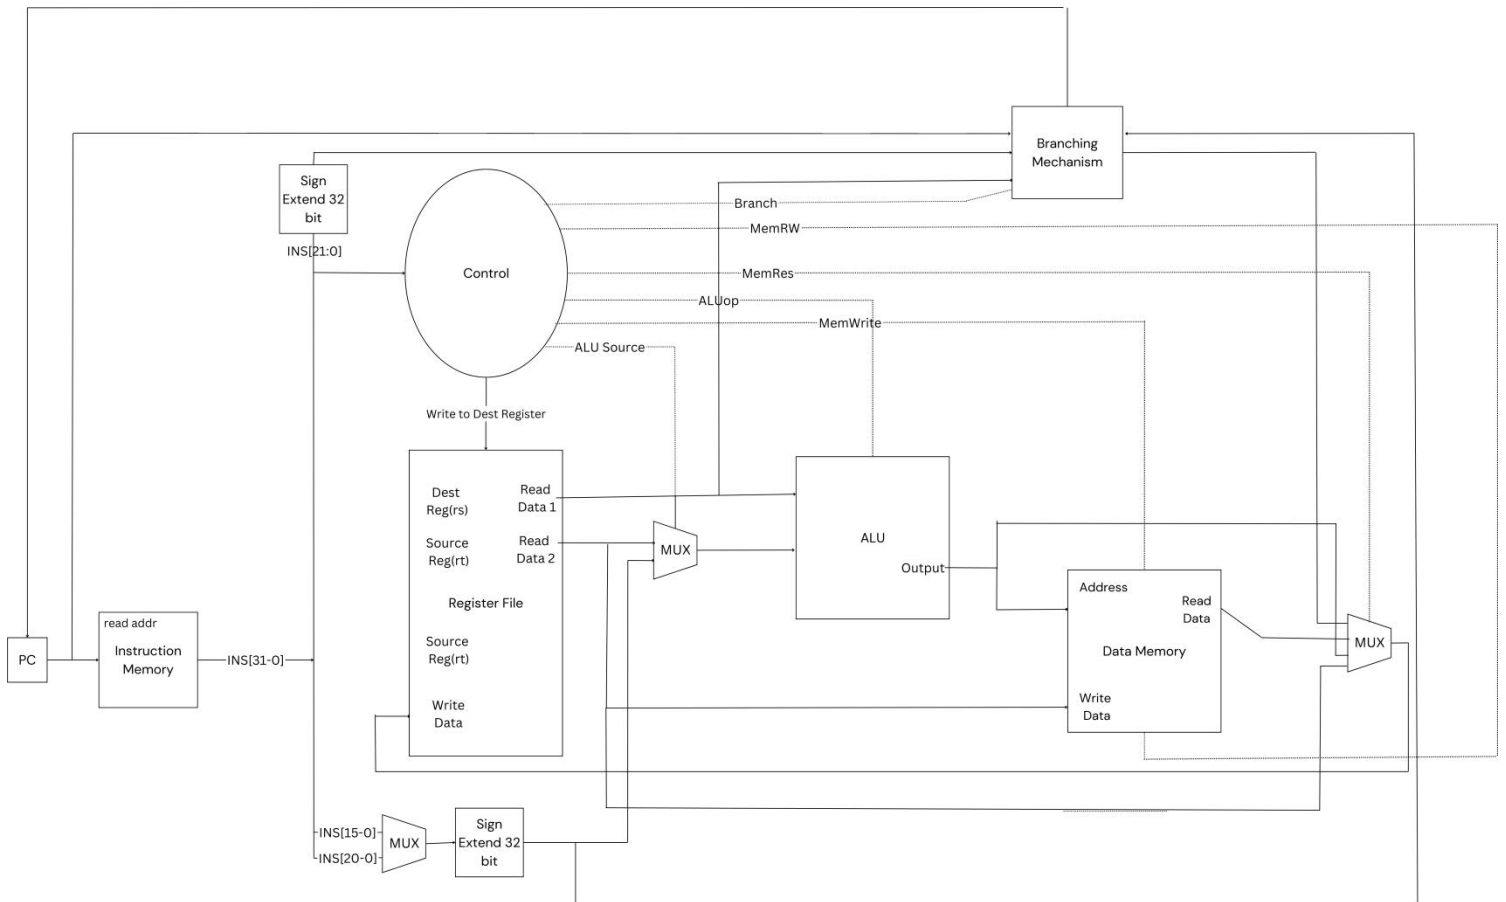 Branching
Mechanism
Sign
Extend 32
bit
Branch
MemRW
INS[21:0]
Control
MemRes
ALUop
MemWrite
ALU Source
Write to Dest Register
Dest
Reg(rs)
Read
Data 1
Source
Reg(rt)
Read
Data 2
MUX
ALU
Output
Register File
Address
Read
Data
read addr
Instruction
Memory
PC
INS[31-0]
Source
Reg(rt)
Data Memory
MUX
Write
Data
Write
Data
INS[15-0]
INS[20-0]
MUX
Sign
Extend 32
bit